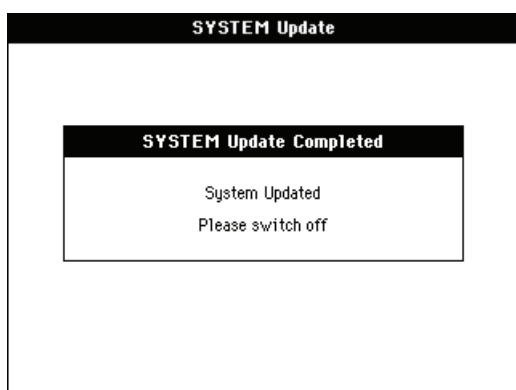 SYSTEM Update
SYSTEM Update Completed
System Updated
Please switch off